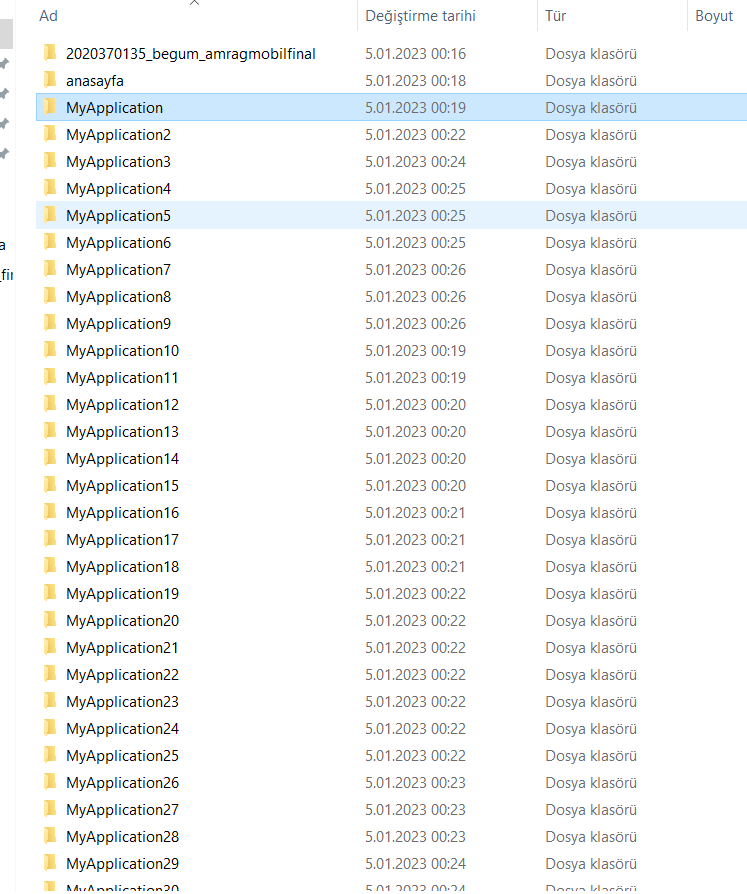 Ad Değiştirme tarihi Tür Boyut
2020370135_begum_amragmobilfinal 5.01.2023 00:16 Dosya klasörü
anasayfa 5.01.2023 00:18 Dosya klasörü
MyApplication 5.01.2023 00:19 Dosya klasörü
MyApplication2 5.01.2023 00:22 Dosya klasörü
MyApplication3 5.01.2023 00:24 Dosya klasörü
MyApplication4 5.01.2023 00:25 Dosya klasörü
MyApplication5 5.01.2023 00:25 Dosya klasörü
a MyApplication6 5.01.2023 00:25 Dosya klasörü
_fir MyApplication7 5.01.2023 00:26 Dosya klasörü
MyApplication8 5.01.2023 00:26 Dosya klasörü
MyApplication9 5.01.2023 00:26 Dosya klasörü
MyApplication10 5.01.2023 00:19 Dosya klasörü
MyApplication11 5.01.2023 00:19 Dosya klasörü
MyApplication12 5.01.2023 00:20 Dosya klasörü
MyApplication13 5.01.2023 00:20 Dosya klasörü
MyApplication14 5.01.2023 00:20 Dosya klasörü
MyApplication15 5.01.2023 00:20 Dosya klasörü
MyApplication16 5.01.2023 00:21 Dosya klasörü
MyApplication17 5.01.2023 00:21 Dosya klasörü
MyApplication18 5.01.2023 00:21 Dosya klasörü
MyApplication19 5.01.2023 00:22 Dosya klasörü
MyApplication20 5.01.2023 00:22 Dosya klasörü
MyApplication21 5.01.2023 00:22 Dosya klasörü
MyApplication22 5.01.2023 00:22 Dosya klasörü
MyApplication23 5.01.2023 00:22 Dosya klasörü
MyApplication24 5.01.2023 00:22 Dosya klasörü
MyApplication25 5.01.2023 00:22 Dosya klasörü
MyApplication26 5.01.2023 00:23 Dosya klasörü
MyApplication27 5.01.2023 00:23 Dosya klasörü
MyApplication28 5.01.2023 00:23 Dosya klasörü
MyApplication29 5.01.2023 00:24 Dosya klasörü
MyApplication30 5.01.2023 00:24 Dosya klasörü